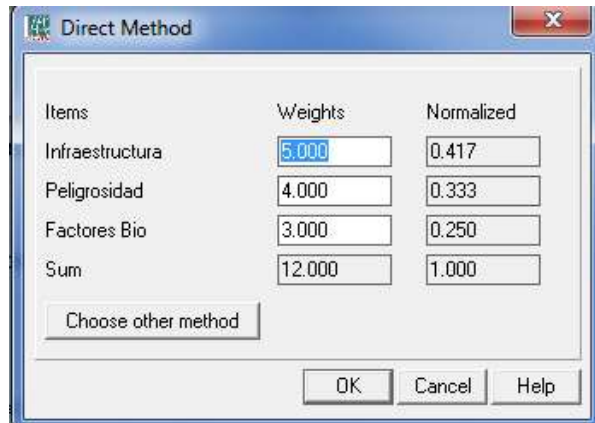 Direct Method
Items Weights Normalized
Infraestructura 5.000 0.417
Peligrosidad 4.000 0.333
Factores Bio 3.000 0.250
Sum 12.000 1.000
Choose other method
OK Cancel Help